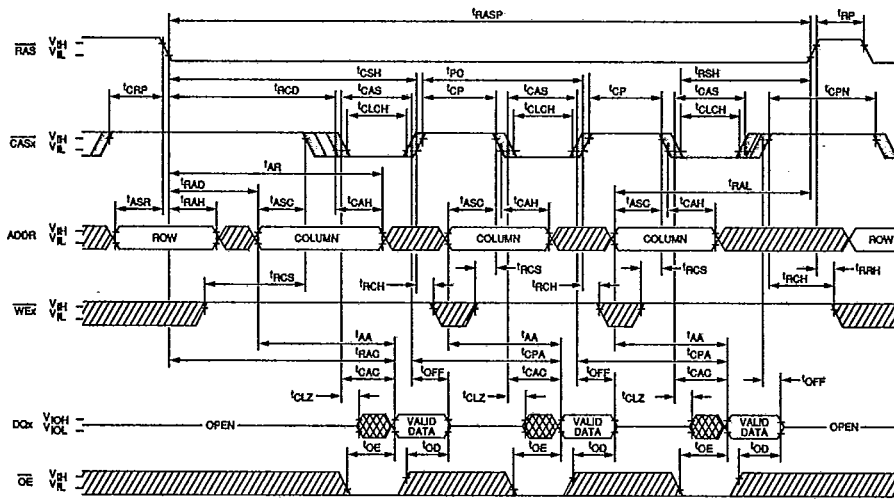 tRASP tRP
RAS VIH VIL
tCSH tPC tRSH
tCRP tRCD tCAS tCP tCAS tCP tCAS tCPN
tCLCH tCLCH tCLCH
CASx VIH VIL
tAR
tRAD tRAL
tASR tRAH tASC tCAH tASC tCAH tASC tCAH
ADDR VIH VIL ROW COLUMN COLUMN COLUMN ROW
tRCS tRCH tRCS tRCH tRCS tRCH tRRH
WEx VIH VIL
tAA tAA tAA
tRAC tCPA tCPA
tCAC tOFF tCAC tOFF tCAC tOFF
tCLZ tCLZ tCLZ
DQx VIOH VIOL OPEN VALID DATA VALID DATA VALID DATA OPEN
tOE tOD tOE tOD tOE tOD
OE VIH VIL